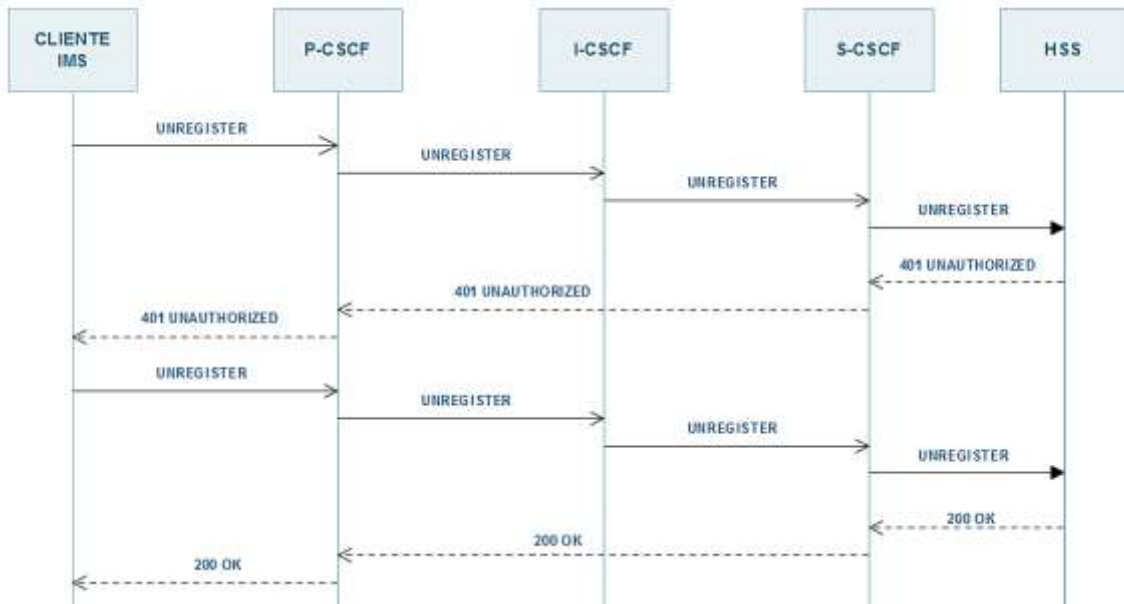 CLIENTE
IMS
P-CSCF
I-CSCF
S-CSCF
HSS
UNREGISTER
UNREGISTER
UNREGISTER
UNREGISTER
401 UNAUTHORIZED
401 UNAUTHORIZED
401 UNAUTHORIZED
UNREGISTER
UNREGISTER
UNREGISTER
UNREGISTER
200 OK
200 OK
200 OK